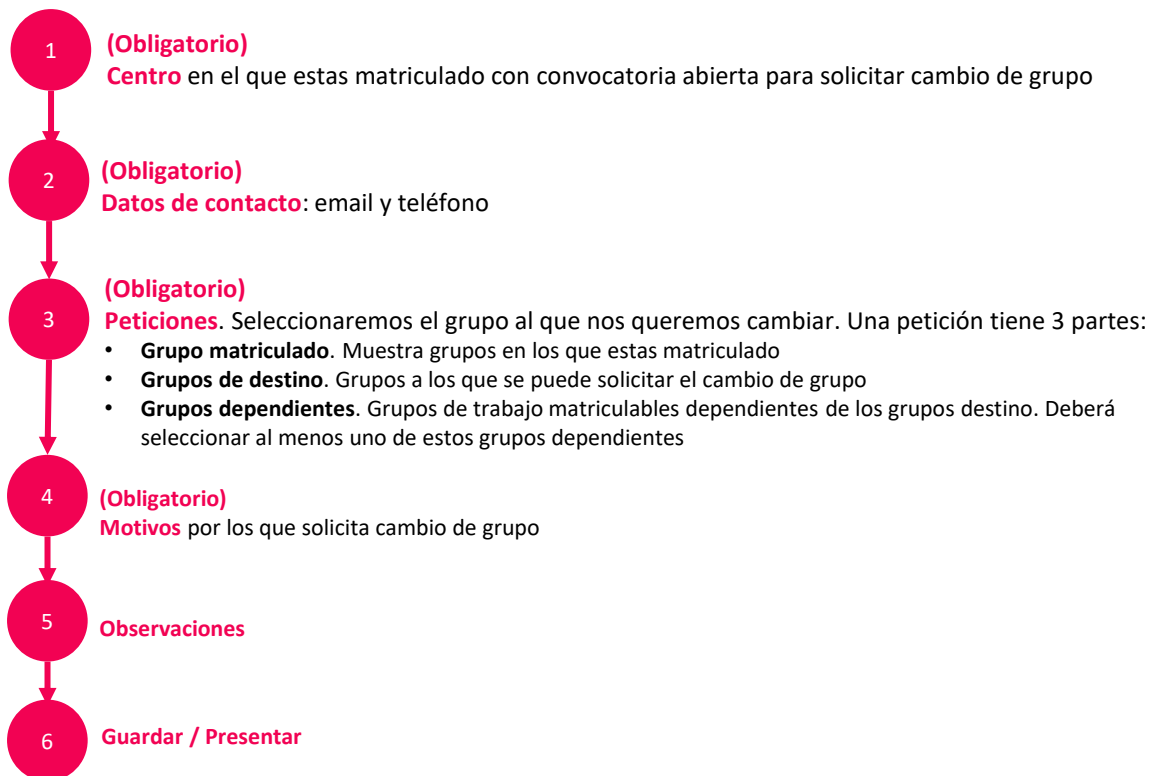 1
(Obligatorio)
Centro en el que estas matriculado con convocatoria abierta para solicitar cambio de grupo
2
(Obligatorio)
Datos de contacto: email y teléfono
3
(Obligatorio)
Peticiones. Seleccionaremos el grupo al que nos queremos cambiar. Una petición tiene 3 partes:
• Grupo matriculado. Muestra grupos en los que estas matriculado
• Grupos de destino. Grupos a los que se puede solicitar el cambio de grupo
• Grupos dependientes. Grupos de trabajo matriculables dependientes de los grupos destino. Deberá
seleccionar al menos uno de estos grupos dependientes
4
(Obligatorio)
Motivos por los que solicita cambio de grupo
5
Observaciones
6
Guardar / Presentar